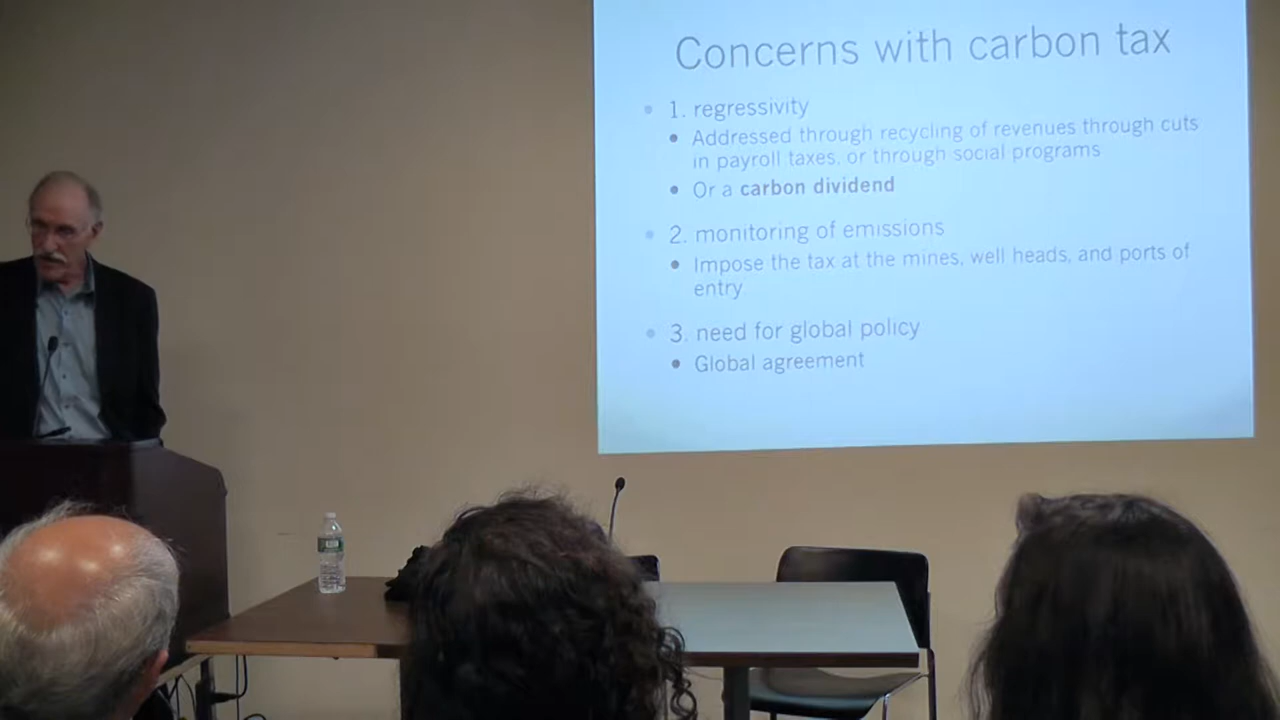 Concerns with carbon tax
1. regressivity
Addressed through recycling of revenues through cuts
in payroll taxes, or through social programs
Or a carbon dividend
2. monitoring of emissions
Impose the tax at the mines, well heads, and ports of
entry
3. need for global policy
Global agreement